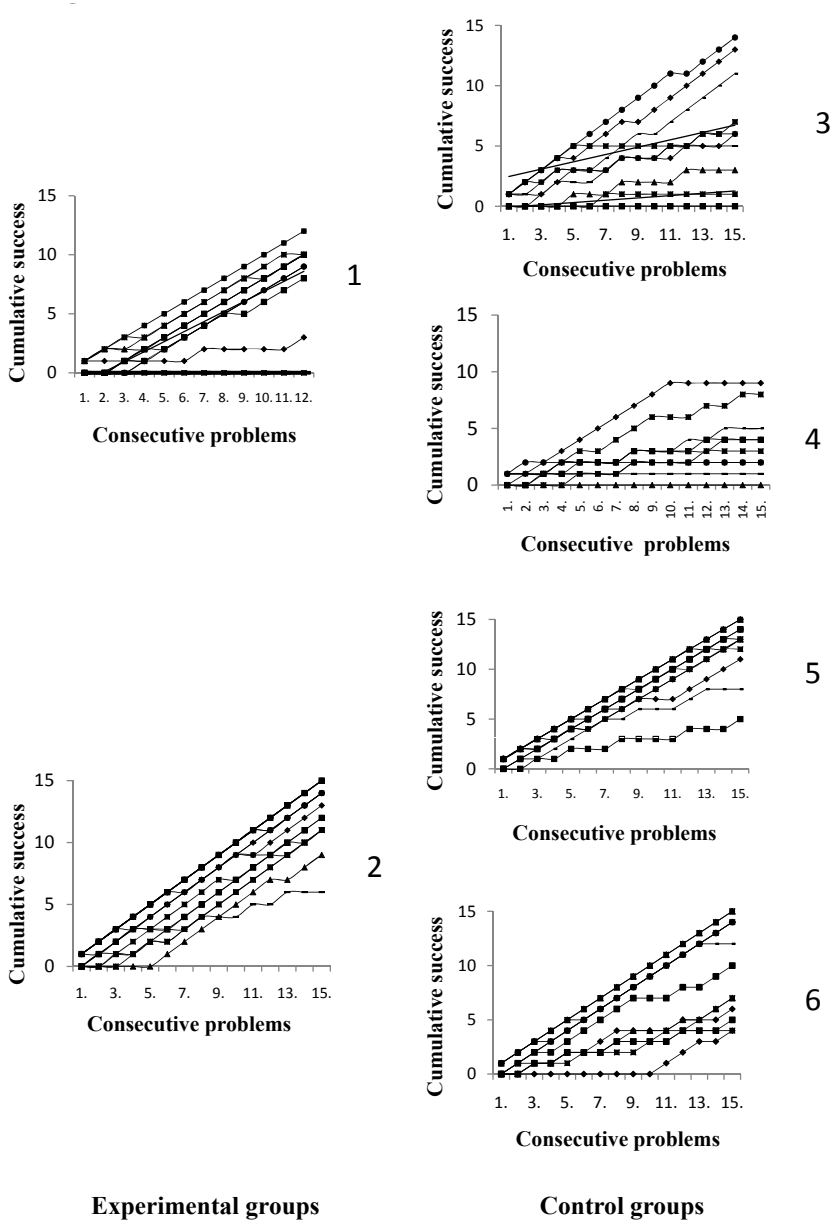 Cumulative success
15
10
5
0
1. 3. 5. 7. 9. 11. 13. 15.
Consecutive problems
3
Cumulative success
15
10
5
0
1. 2. 3. 4. 5. 6. 7. 8. 9. 10. 11. 12.
Consecutive problems
1
Cumulative success
15
10
5
0
1. 2. 3. 4. 5. 6. 7. 8. 9. 10. 11. 12. 13. 14. 15.
Consecutive problems
4
Cumulative success
15
10
5
0
1. 3. 5. 7. 9. 11. 13. 15.
Consecutive problems
5
Cumulative success
15
10
5
0
1. 3. 5. 7. 9. 11. 13. 15.
Consecutive problems
2
Cumulative success
15
10
5
0
1. 3. 5. 7. 9. 11. 13. 15.
Consecutive problems
6
Experimental groups
Control groups